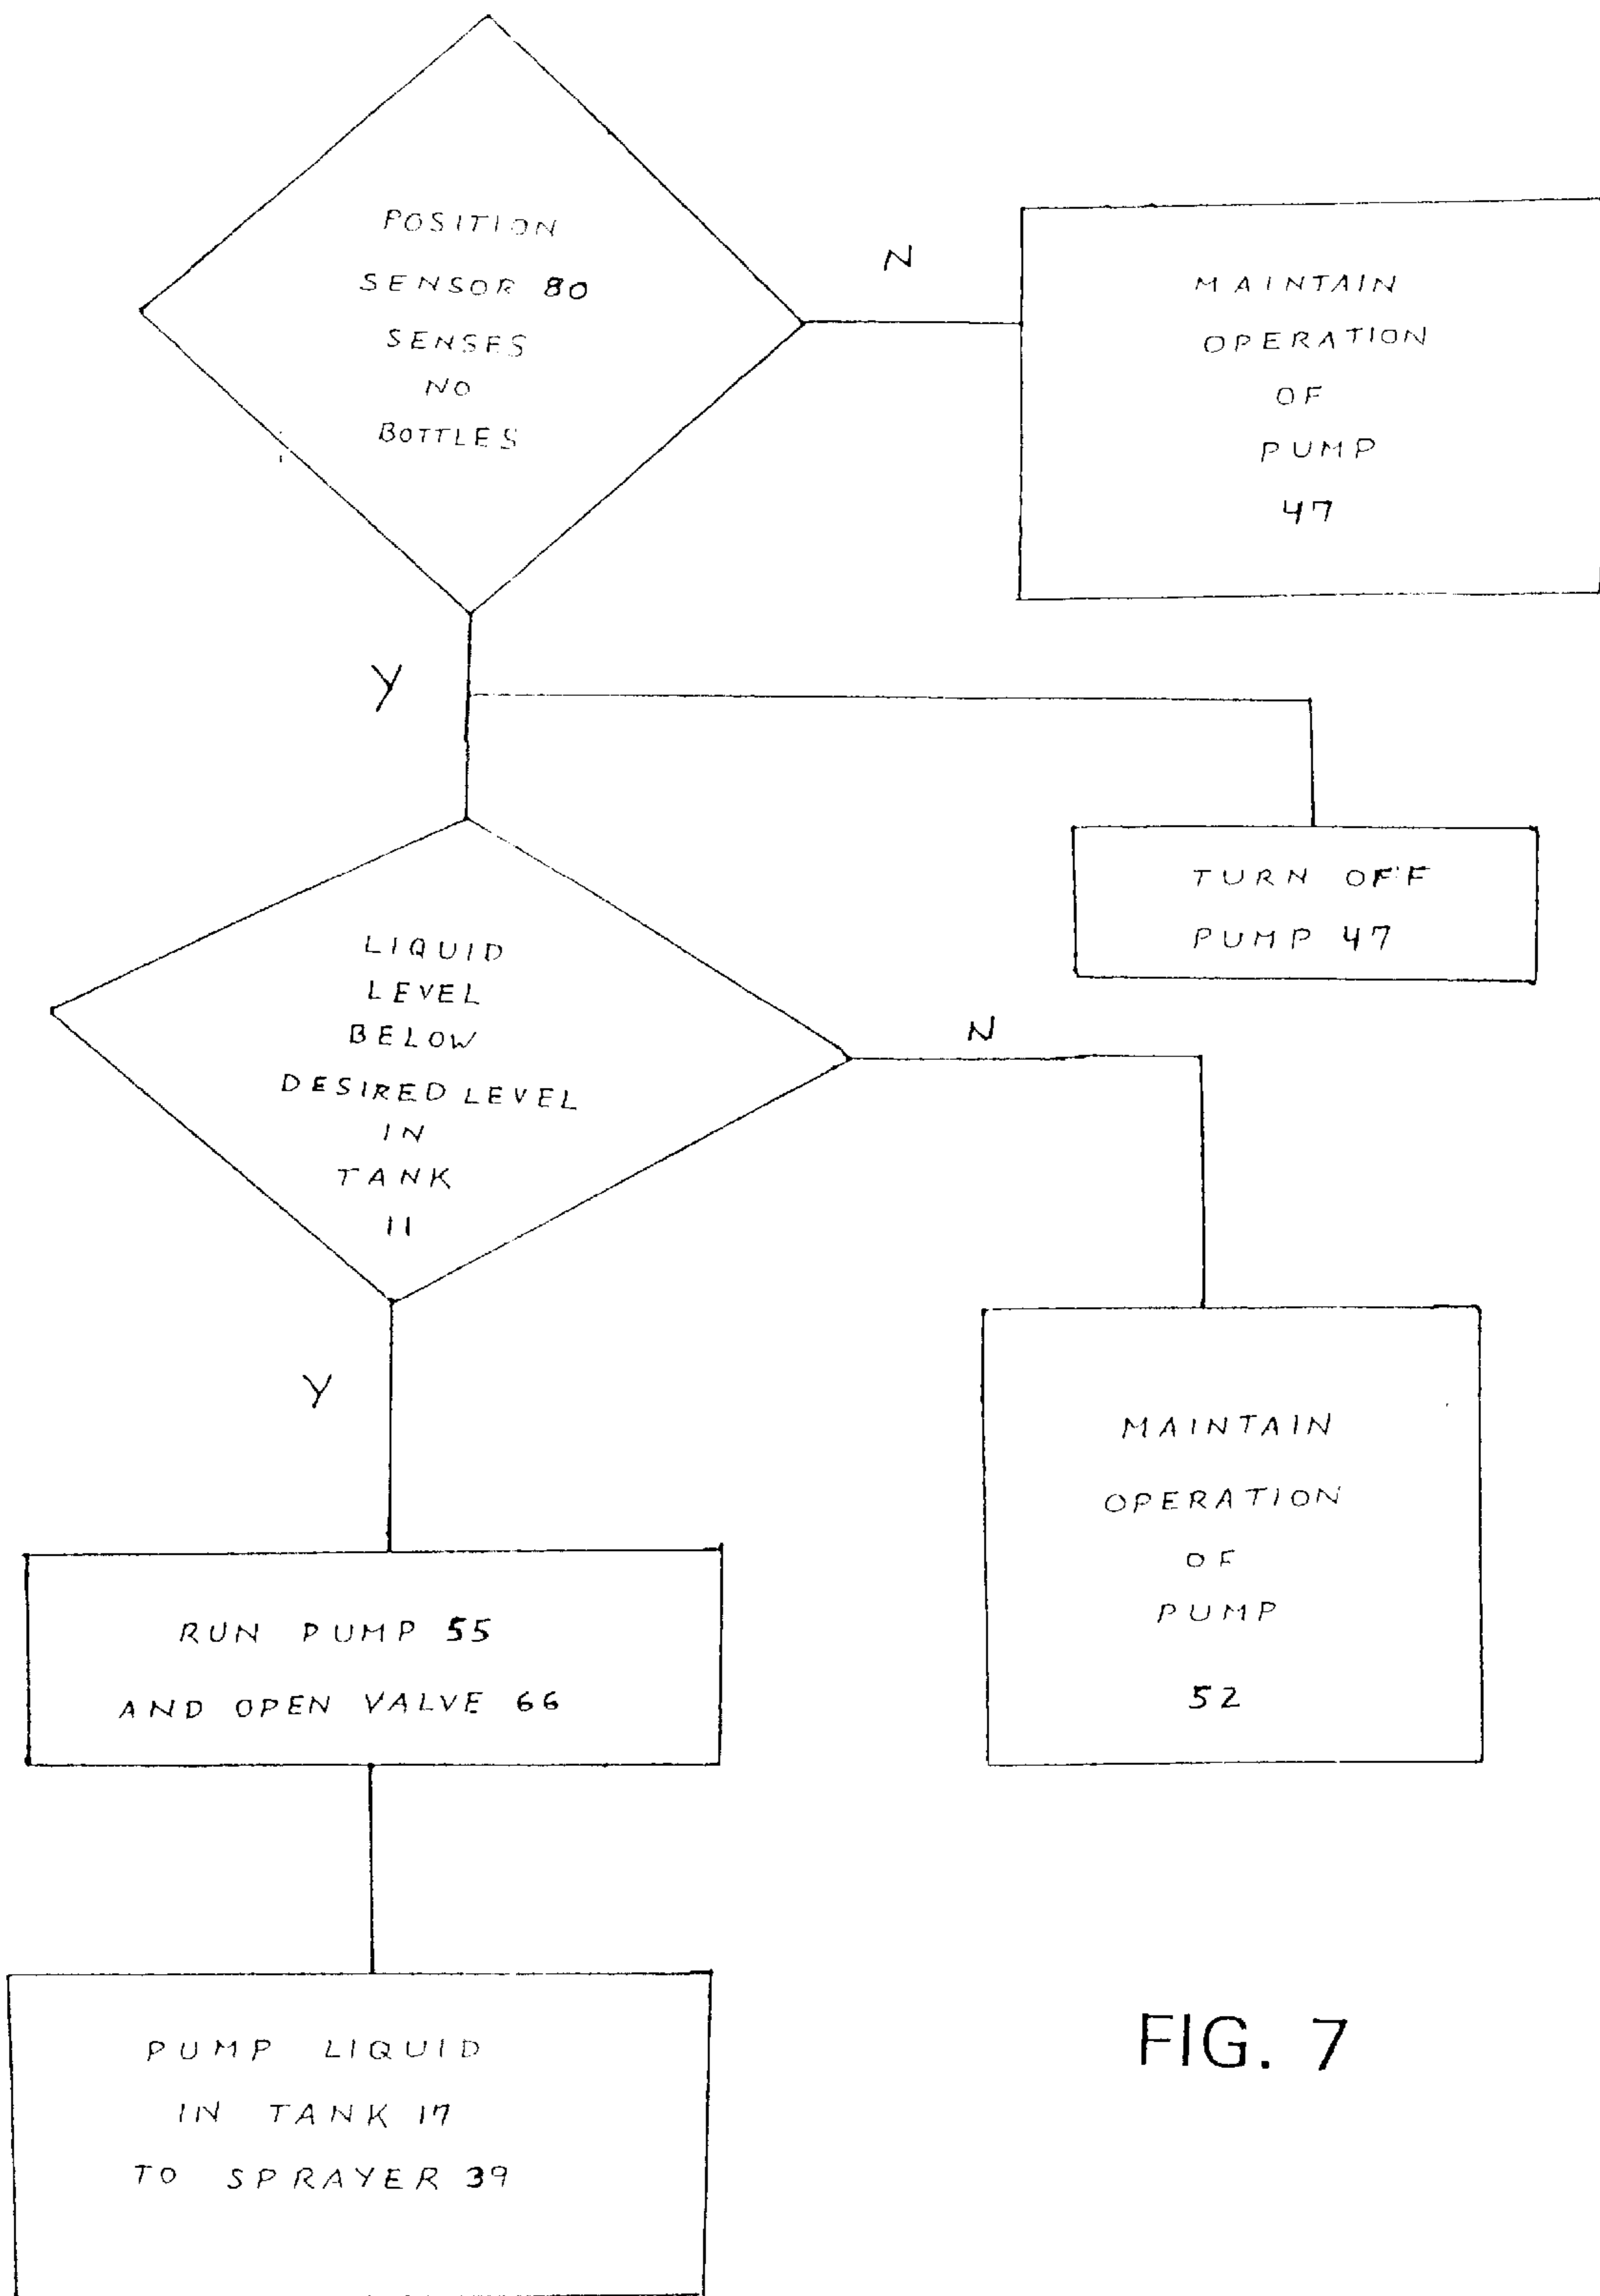 POSITION
SENSOR 80
SENSES
NO
BOTTLES
N
MAINTAIN
OPERATION
OF
PUMP
47
Y
TURN OFF
PUMP 47
LIQUID
LEVEL
BELOW
DESIRED LEVEL
IN
TANK
11
N
Y
MAINTAIN
OPERATION
OF
PUMP
52
RUN PUMP 55
AND OPEN VALVE 66
PUMP LIQUID
IN TANK 17
TO SPRAYER 39
FIG. 7